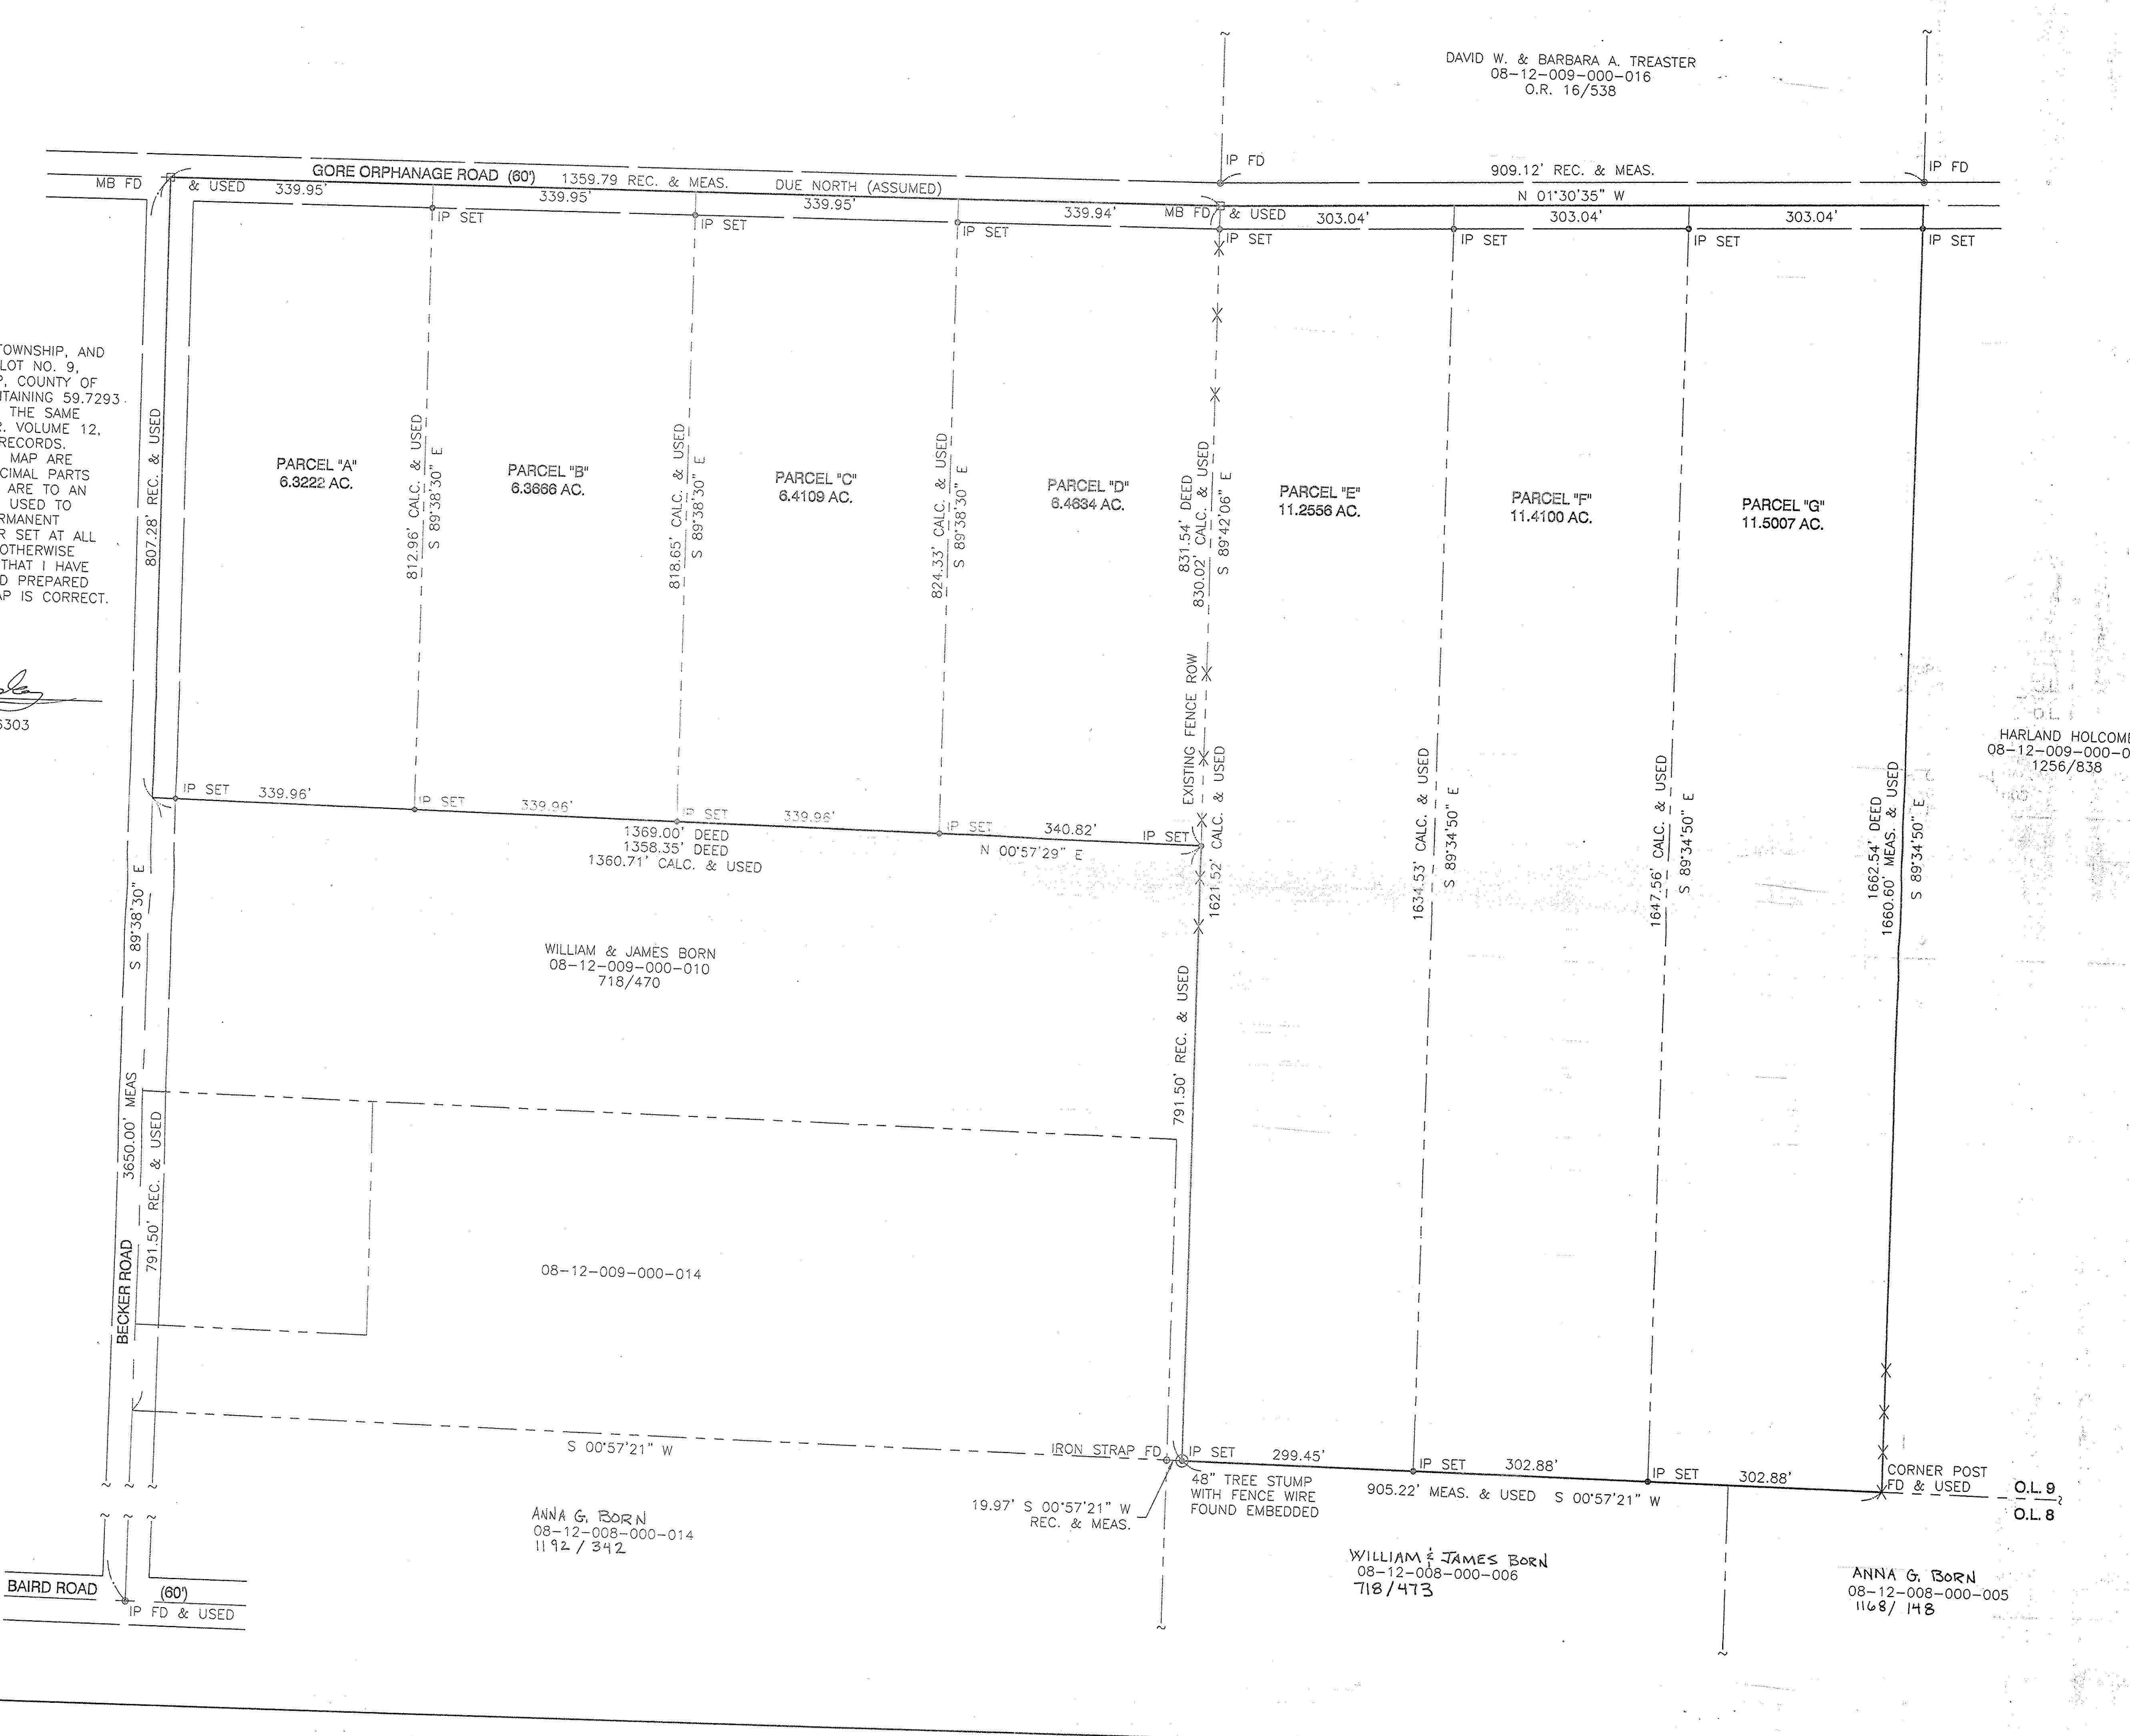 DAVID W. & BARBARA A. TREASTER
08-12-009-000-016
O.R. 16/538
IP FD
909.12' REC. & MEAS.
IP FD
N 01°30'35" W
GORE ORPHANAGE ROAD (60')
1359.79 REC. & MEAS.
DUE NORTH (ASSUMED)
MB FD & USED
339.95'
339.95'
339.95'
339.94'
MB FD & USED
303.04'
303.04'
303.04'
IP SET
IP SET
IP SET
IP SET
IP SET
IP SET
IP SET
OWNSHIP, AND
LOT NO. 9,
P, COUNTY OF
TAINING 59.7293
THE SAME
R. VOLUME 12,
RECORDS.
MAP ARE
CIMAL PARTS
ARE TO AN
USED TO
RMANENT
R SET AT ALL
OTHERWISE
THAT I HAVE
D PREPARED
AP IS CORRECT.
6303
807.28' REC. & USED
PARCEL "A"
6.3222 AC.
812.96' CALC. & USED
S 89°38'30" E
PARCEL "B"
6.3666 AC.
818.65' CALC. & USED
S 89°38'30" E
PARCEL "C"
6.4109 AC.
824.33' CALC. & USED
S 89°38'30" E
PARCEL "D"
6.4634 AC.
831.54' DEED
830.02' CALC. & USED
S 89°42'06" E
PARCEL "E"
11.2556 AC.
PARCEL "F"
11.4100 AC.
PARCEL "G"
11.5007 AC.
EXISTING FENCE ROW
1621.52' CALC. & USED
1634.53' CALC. & USED
S 89°34'50" E
1647.56' CALC. & USED
S 89°34'50" E
1662.54' DEED
1660.60' MEAS. & USED
S 89°34'50" E
O.L.
HARLAND HOLCOMB
08-12-009-000-0
1256/838
IP SET
339.96'
IP SET
339.96'
IP SET
339.96'
IP SET
340.82'
IP SET
1369.00' DEED
1358.35' DEED
1360.71' CALC. & USED
N 00°57'29" E
S 89°38'30" E
WILLIAM & JAMES BORN
08-12-009-000-010
718/470
791.50' REC. & USED
BECKER ROAD
3650.00' MEAS
791.50' REC. & USED
08-12-009-000-014
S 00°57'21" W
IRON STRAP FD
IP SET
299.45'
IP SET
302.88'
IP SET
302.88'
CORNER POST
FD & USED
O.L. 9
O.L. 8
48" TREE STUMP
WITH FENCE WIRE
FOUND EMBEDDED
905.22' MEAS. & USED S 00°57'21" W
19.97' S 00°57'21" W
REC. & MEAS.
ANNA G. BORN
08-12-008-000-014
1192 / 342
WILLIAM & JAMES BORN
08-12-008-000-006
718/473
ANNA G. BORN
08-12-008-000-005
1168/ 148
BAIRD ROAD
(60')
IP FD & USED